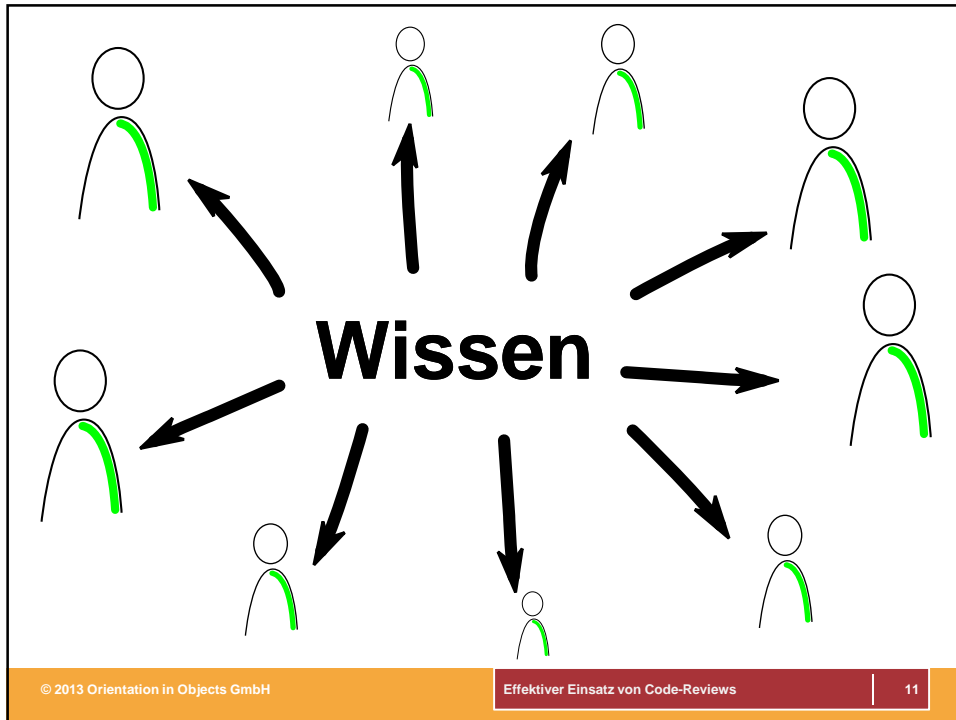 Wissen
© 2013 Orientation in Objects GmbH
Effektiver Einsatz von Code-Reviews
11